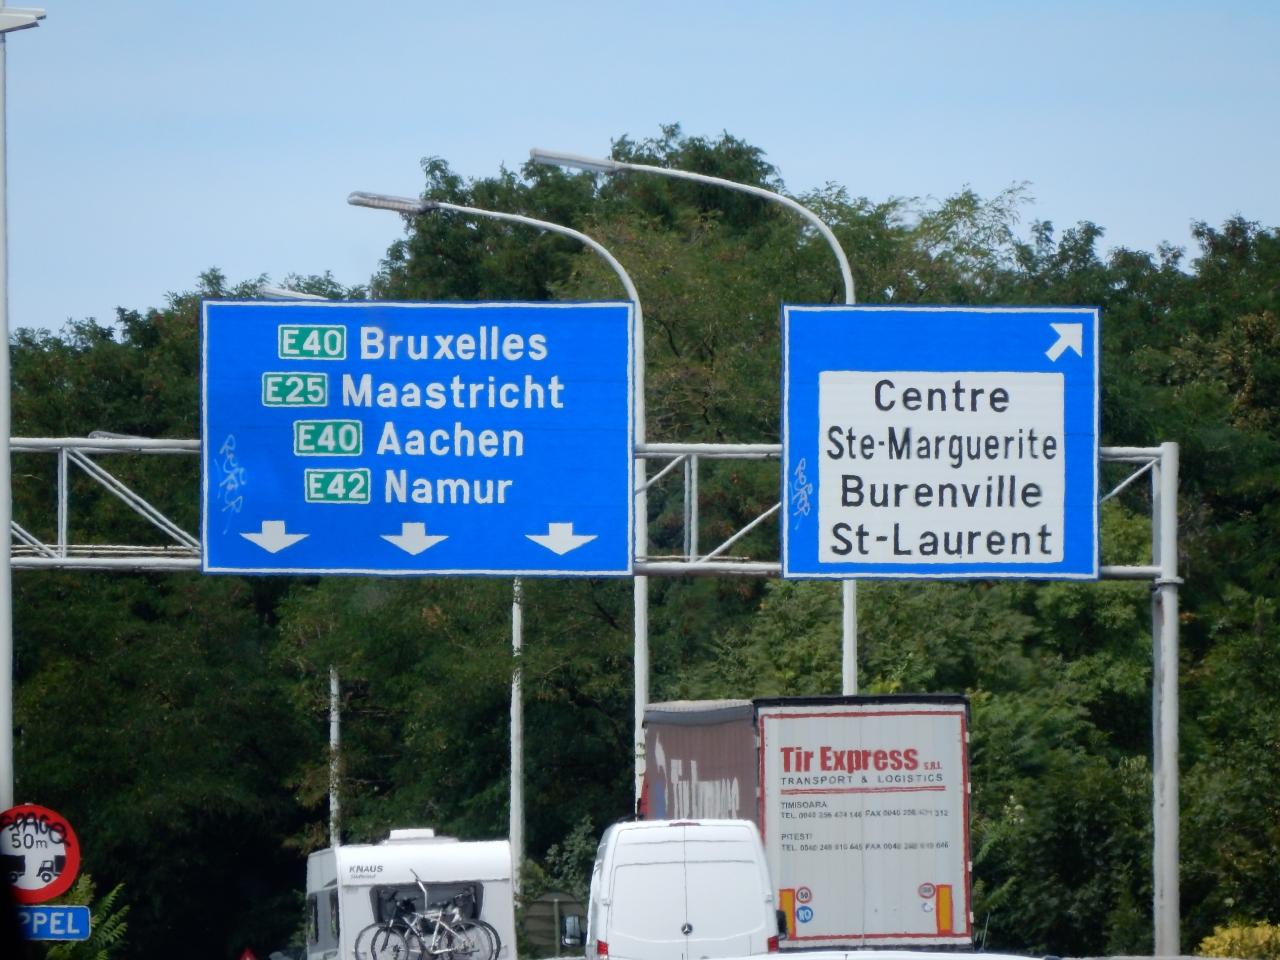 E40 Bruxelles
E25 Maastricht
E40 Aachen
E42 Namur
Centre
Ste-Marguerite
Burenville
St-Laurent
Tir Express S.R.L.
TRANSPORT & LOGISTICS
TIMISOARA
PITESTI
KNAUS
50m
PPEL
RO